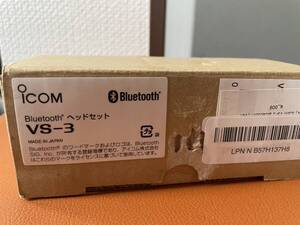 ICOM
Bluetooth®
Bluetooth® ヘッドセット
VS-3
MADE IN JAPAN
Bluetooth®のワードマークおよびロゴは、Bluetooth
SIG, Inc.が所有する登録商標であり、アイコム株式会社
はこれらのマークをライセンスに基づいて使用しています。
LPN N B57H137H8